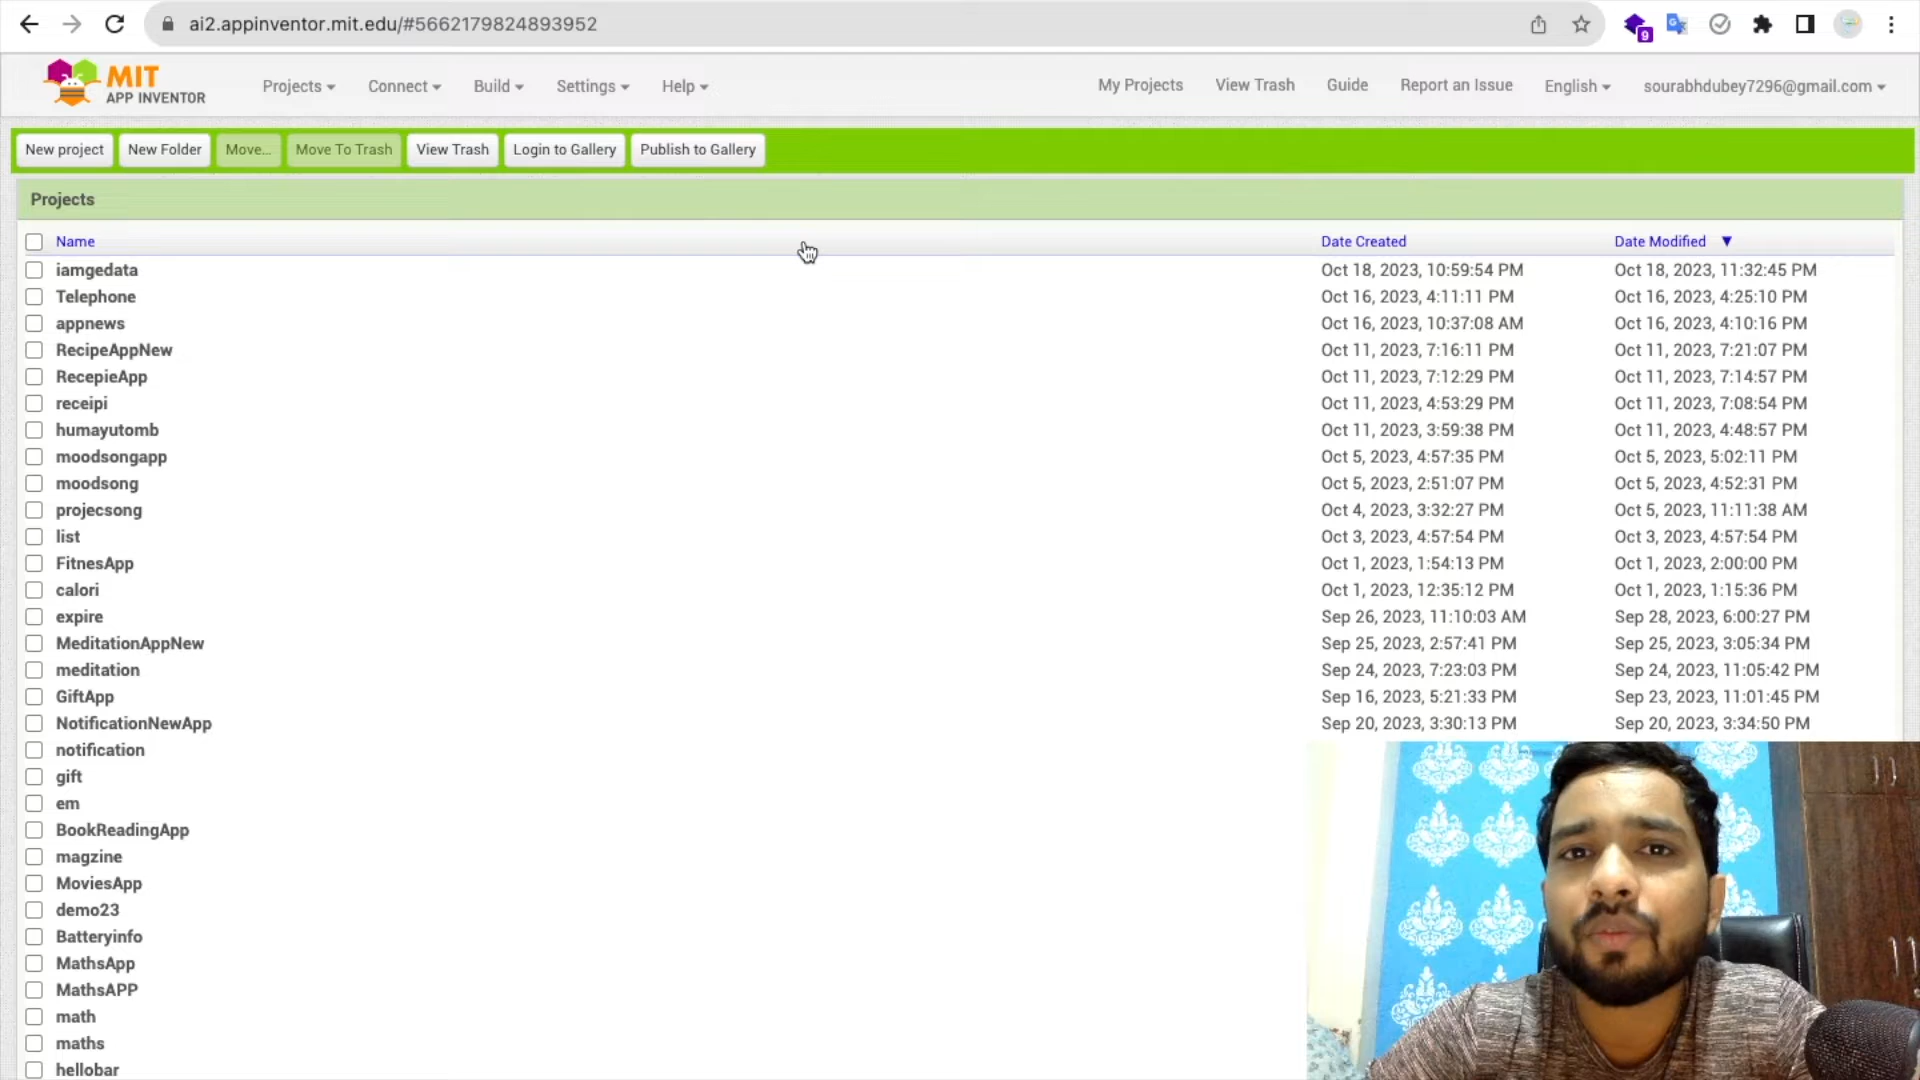 ai2.appinventor.mit.edu/#5662179824893952
9
MIT
APP INVENTOR
Projects Connect Build Settings Help My Projects View Trash Guide Report an Issue English sourabhdubey7296@gmail.com
New project New Folder Move... Move To Trash View Trash Login to Gallery Publish to Gallery
Projects
Name Date Created Date Modified
iamgedata Oct 18, 2023, 10:59:54 PM Oct 18, 2023, 11:32:45 PM
Telephone Oct 16, 2023, 4:11:11 PM Oct 16, 2023, 4:25:10 PM
appnews Oct 16, 2023, 10:37:08 AM Oct 16, 2023, 4:10:16 PM
RecipeAppNew Oct 11, 2023, 7:16:11 PM Oct 11, 2023, 7:21:07 PM
RecepieApp Oct 11, 2023, 7:12:29 PM Oct 11, 2023, 7:14:57 PM
receipi Oct 11, 2023, 4:53:29 PM Oct 11, 2023, 7:08:54 PM
humayutomb Oct 11, 2023, 3:59:38 PM Oct 11, 2023, 4:48:57 PM
moodsongapp Oct 5, 2023, 4:57:35 PM Oct 5, 2023, 5:02:11 PM
moodsong Oct 5, 2023, 2:51:07 PM Oct 5, 2023, 4:52:31 PM
projecsong Oct 4, 2023, 3:32:27 PM Oct 5, 2023, 11:11:38 AM
list Oct 3, 2023, 4:57:54 PM Oct 3, 2023, 4:57:54 PM
FitnesApp Oct 1, 2023, 1:54:13 PM Oct 1, 2023, 2:00:00 PM
calori Oct 1, 2023, 12:35:12 PM Oct 1, 2023, 1:15:36 PM
expire Sep 26, 2023, 11:10:03 AM Sep 28, 2023, 6:00:27 PM
MeditationAppNew Sep 25, 2023, 2:57:41 PM Sep 25, 2023, 3:05:34 PM
meditation Sep 24, 2023, 7:23:03 PM Sep 24, 2023, 11:05:42 PM
GiftApp Sep 16, 2023, 5:21:33 PM Sep 23, 2023, 11:01:45 PM
NotificationNewApp Sep 20, 2023, 3:30:13 PM Sep 20, 2023, 3:34:50 PM
notification
gift
em
BookReadingApp
magzine
MoviesApp
demo23
Batteryinfo
MathsApp
MathsAPP
math
maths
hellobar